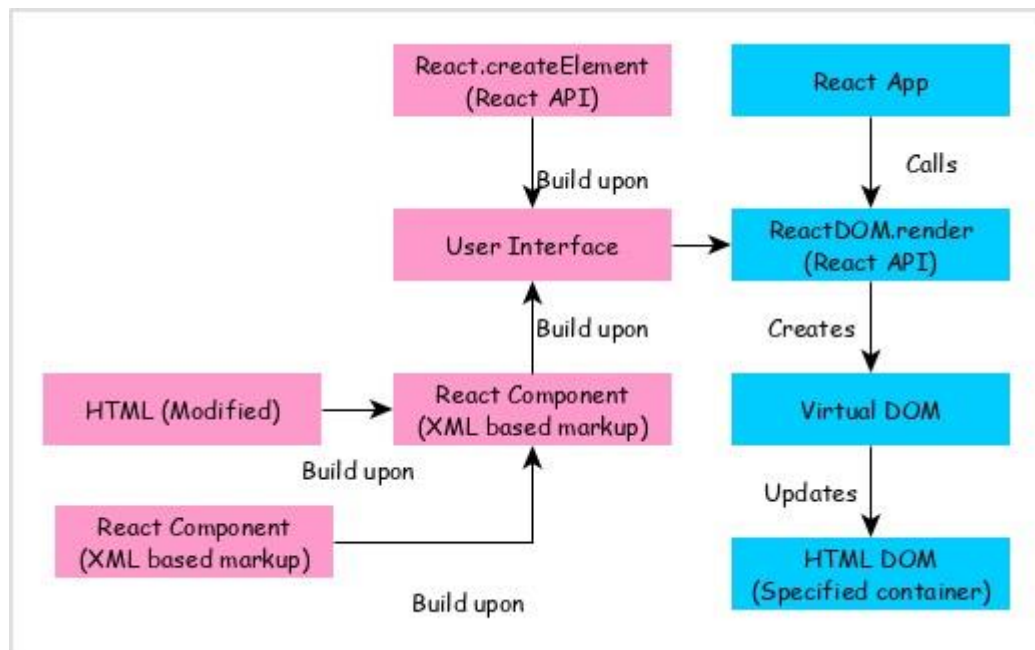 React.createElement
(React API)
React App
Build upon
Calls
User Interface
ReactDOM.render
(React API)
Build upon
Creates
HTML (Modified)
React Component
(XML based markup)
Virtual DOM
Build upon
Updates
React Component
(XML based markup)
HTML DOM
(Specified container)
Build upon